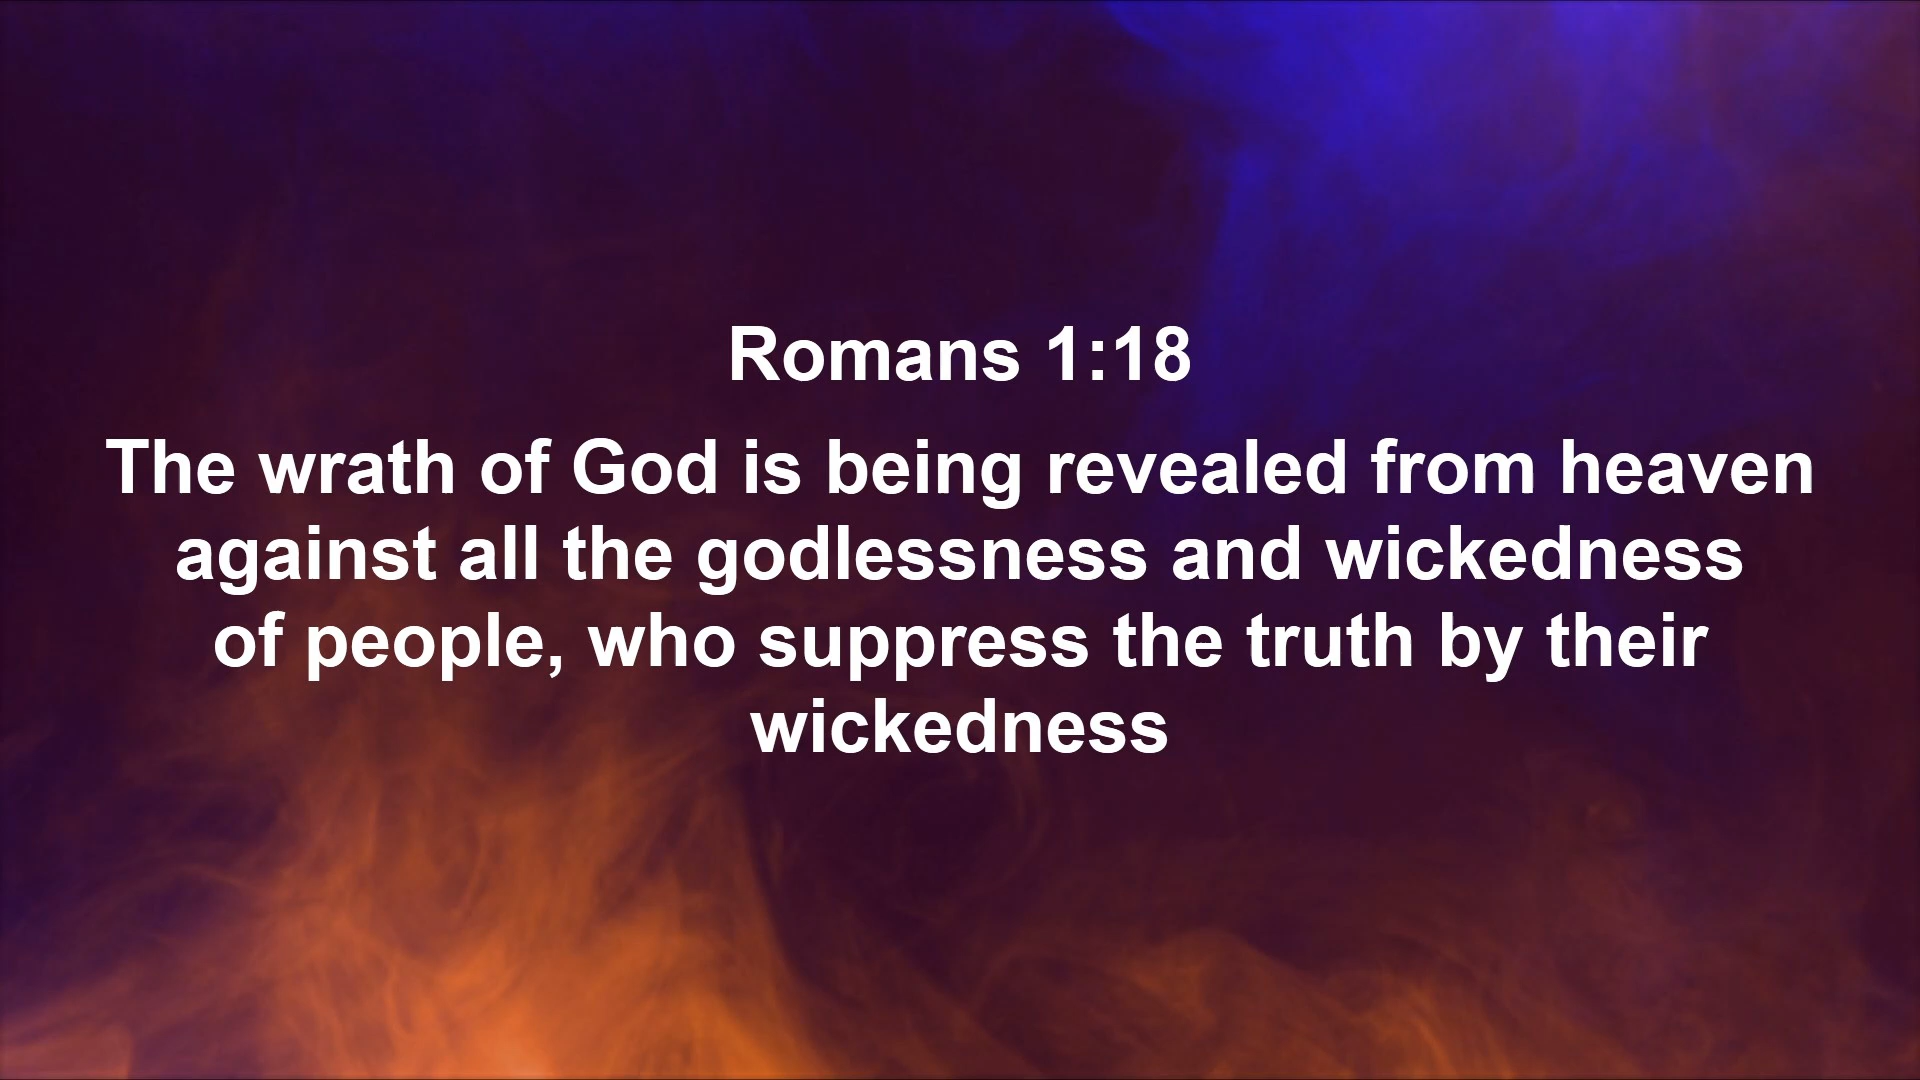 Romans 1:18
The wrath of God is being revealed from heaven
against all the godlessness and wickedness
of people, who suppress the truth by their
wickedness